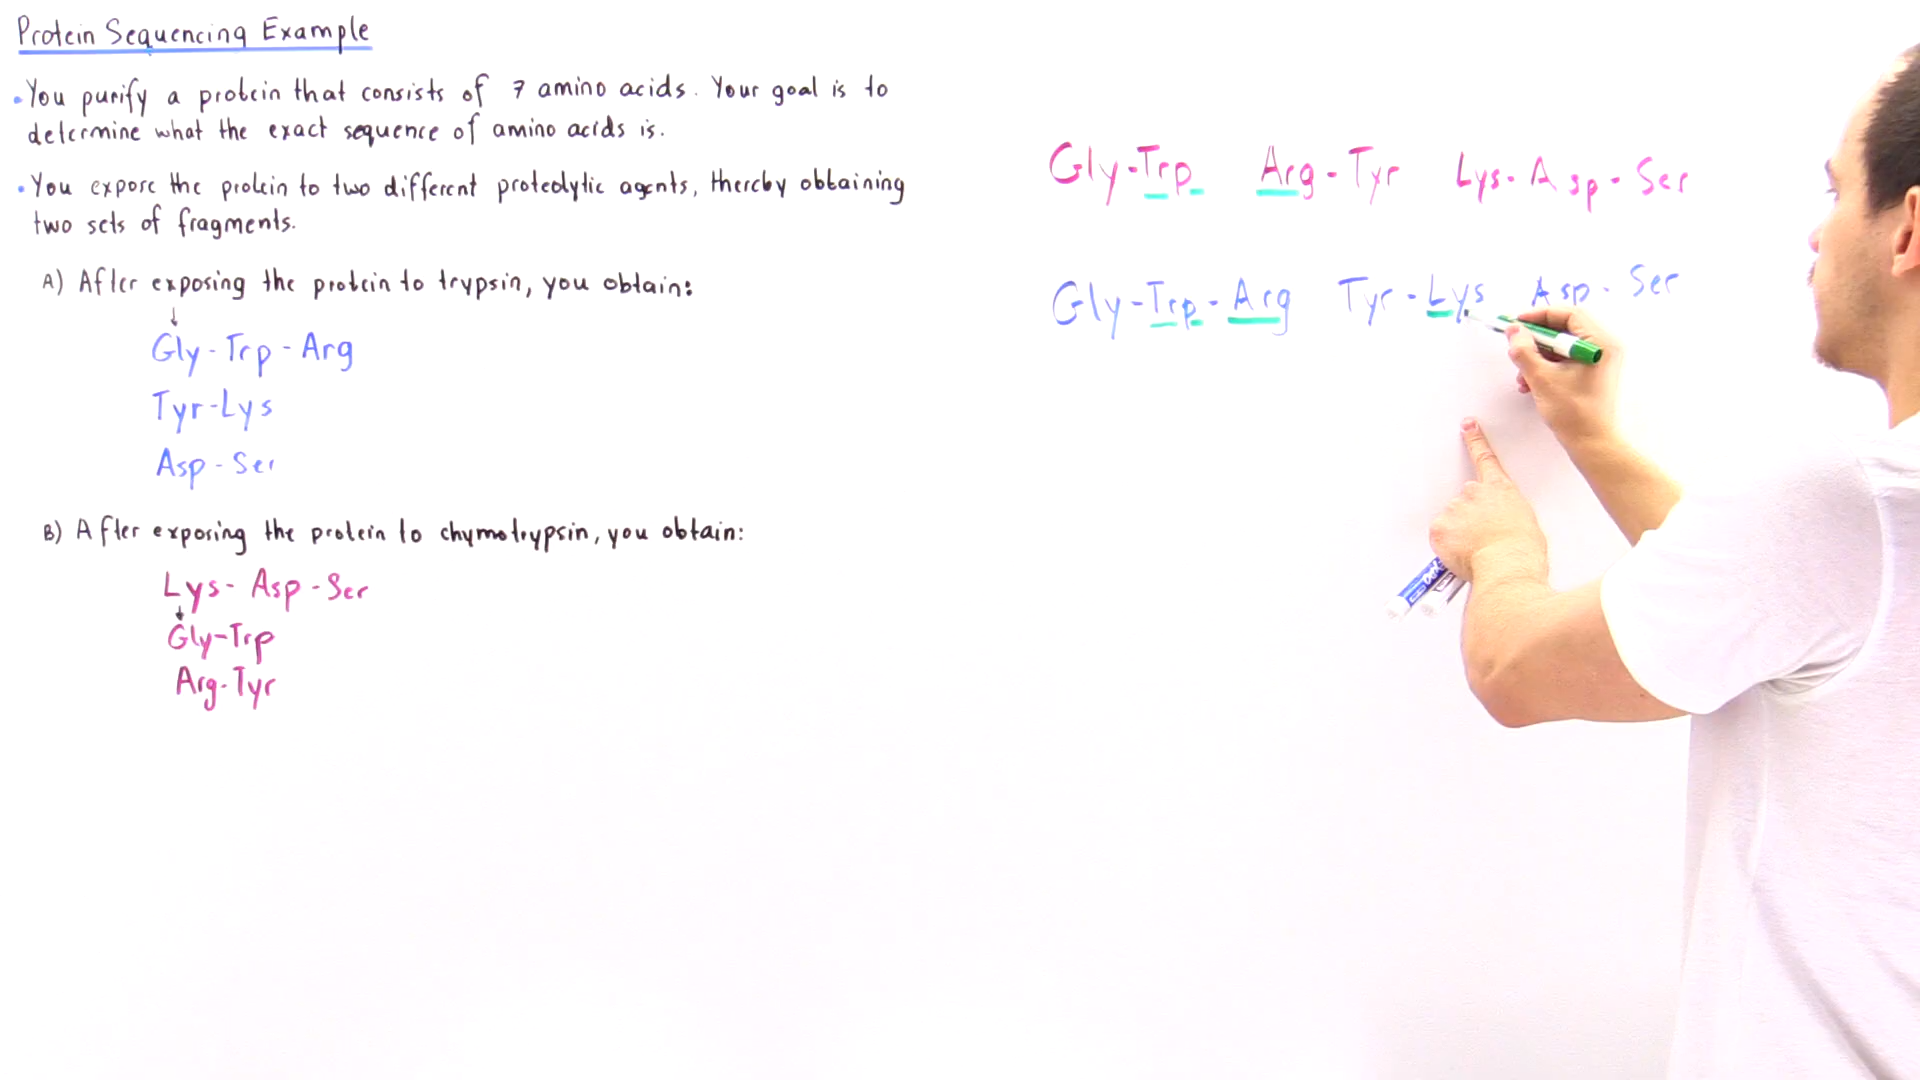 Protein Sequencing Example
• You purify a protein that consists of 7 amino acids. Your goal is to
determine what the exact sequence of amino acids is.
• You expose the protein to two different proteolytic agents, thereby obtaining
two sets of fragments.
A) After exposing the protein to trypsin, you obtain:
Gly-Trp-Arg
Tyr-Lys
Asp-Ser
B) After exposing the protein to chymotrypsin, you obtain:
Lys-Asp-Ser
Gly-Trp
Arg-Tyr
Gly-Trp Arg-Tyr Lys-Asp-Ser
Gly-Trp-Arg Tyr-Lys Asp-Ser
EXPO